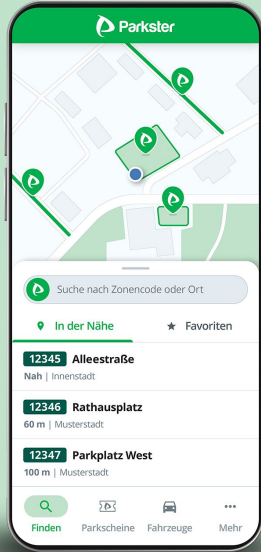 Parkster
Suche nach Zonencode oder Ort
In der Nähe
Favoriten
12345 Alleestraße
Nah | Innenstadt
12346 Rathausplatz
60 m | Musterstadt
12347 Parkplatz West
100 m | Musterstadt
Finden Parkscheine Fahrzeuge Mehr